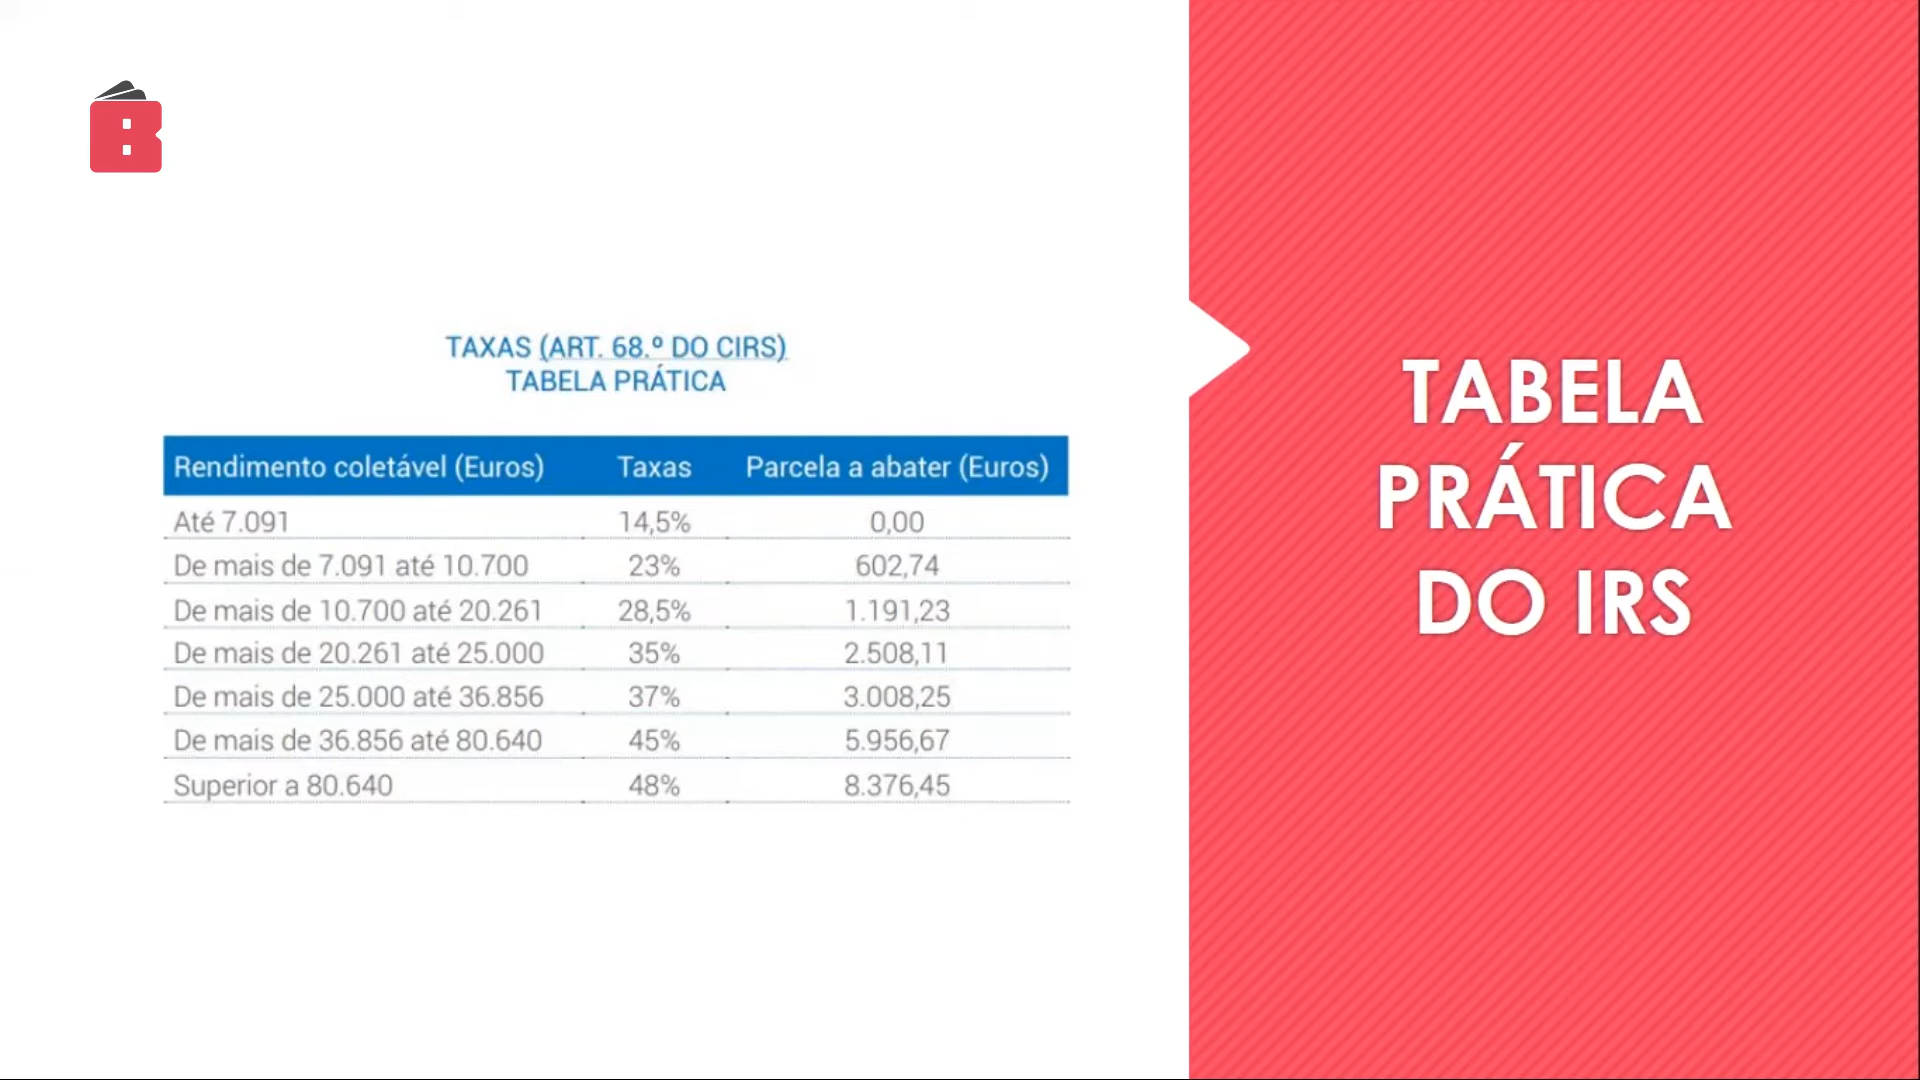 TAXAS (ART. 68.º DO CIRS)
TABELA PRÁTICA
Rendimento coletável (Euros) Taxas Parcela a abater (Euros)
Até 7.091 14,5% 0,00
De mais de 7.091 até 10.700 23% 602,74
De mais de 10.700 até 20.261 28,5% 1.191,23
De mais de 20.261 até 25.000 35% 2.508,11
De mais de 25.000 até 36.856 37% 3.008,25
De mais de 36.856 até 80.640 45% 5.956,67
Superior a 80.640 48% 8.376,45
TABELA
PRÁTICA
DO IRS